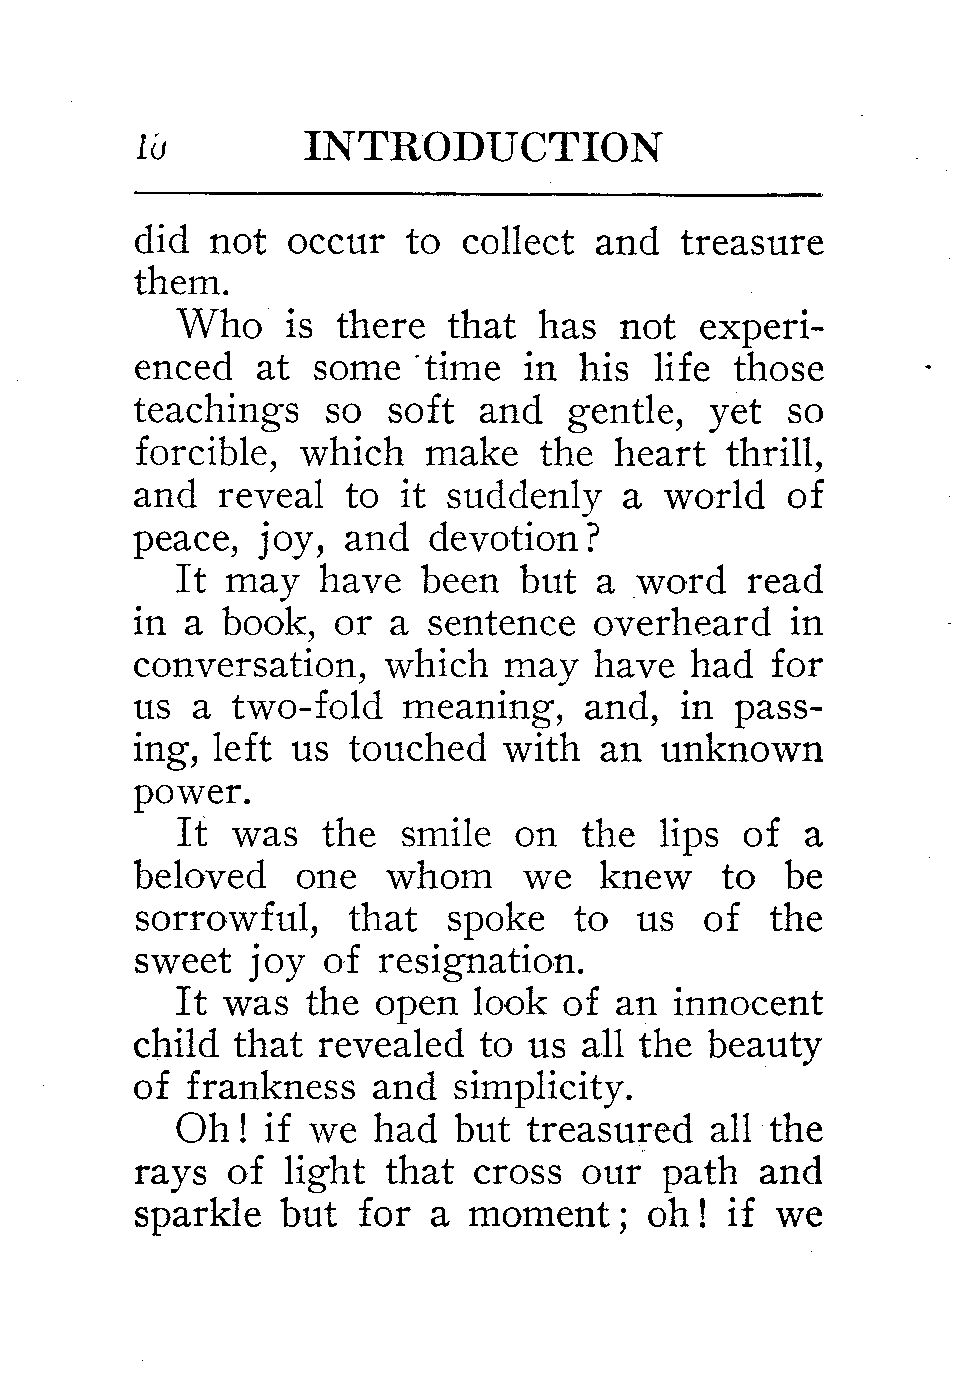 INTRODUCTION
did not occur to collect and treasure
them.
Who is there that has not experi-
enced at some time in his life those
teachings so soft and gentle, yet so
forcible, which make the heart thrill,
and reveal to it suddenly a world of
peace, joy, and devotion?
It may have been but a word read
in a book, or a sentence overheard in
conversation, which may have had for
us a two-fold meaning, and, in pass-
ing, left us touched with an unknown
power.
It was the smile on the lips of a
beloved one whom we knew to be
sorrowful, that spoke to us of the
sweet joy of resignation.
It was the open look of an innocent
child that revealed to us all the beauty
of frankness and simplicity.
Oh! if we had but treasured all the
rays of light that cross our path and
sparkle but for a moment; oh! if we